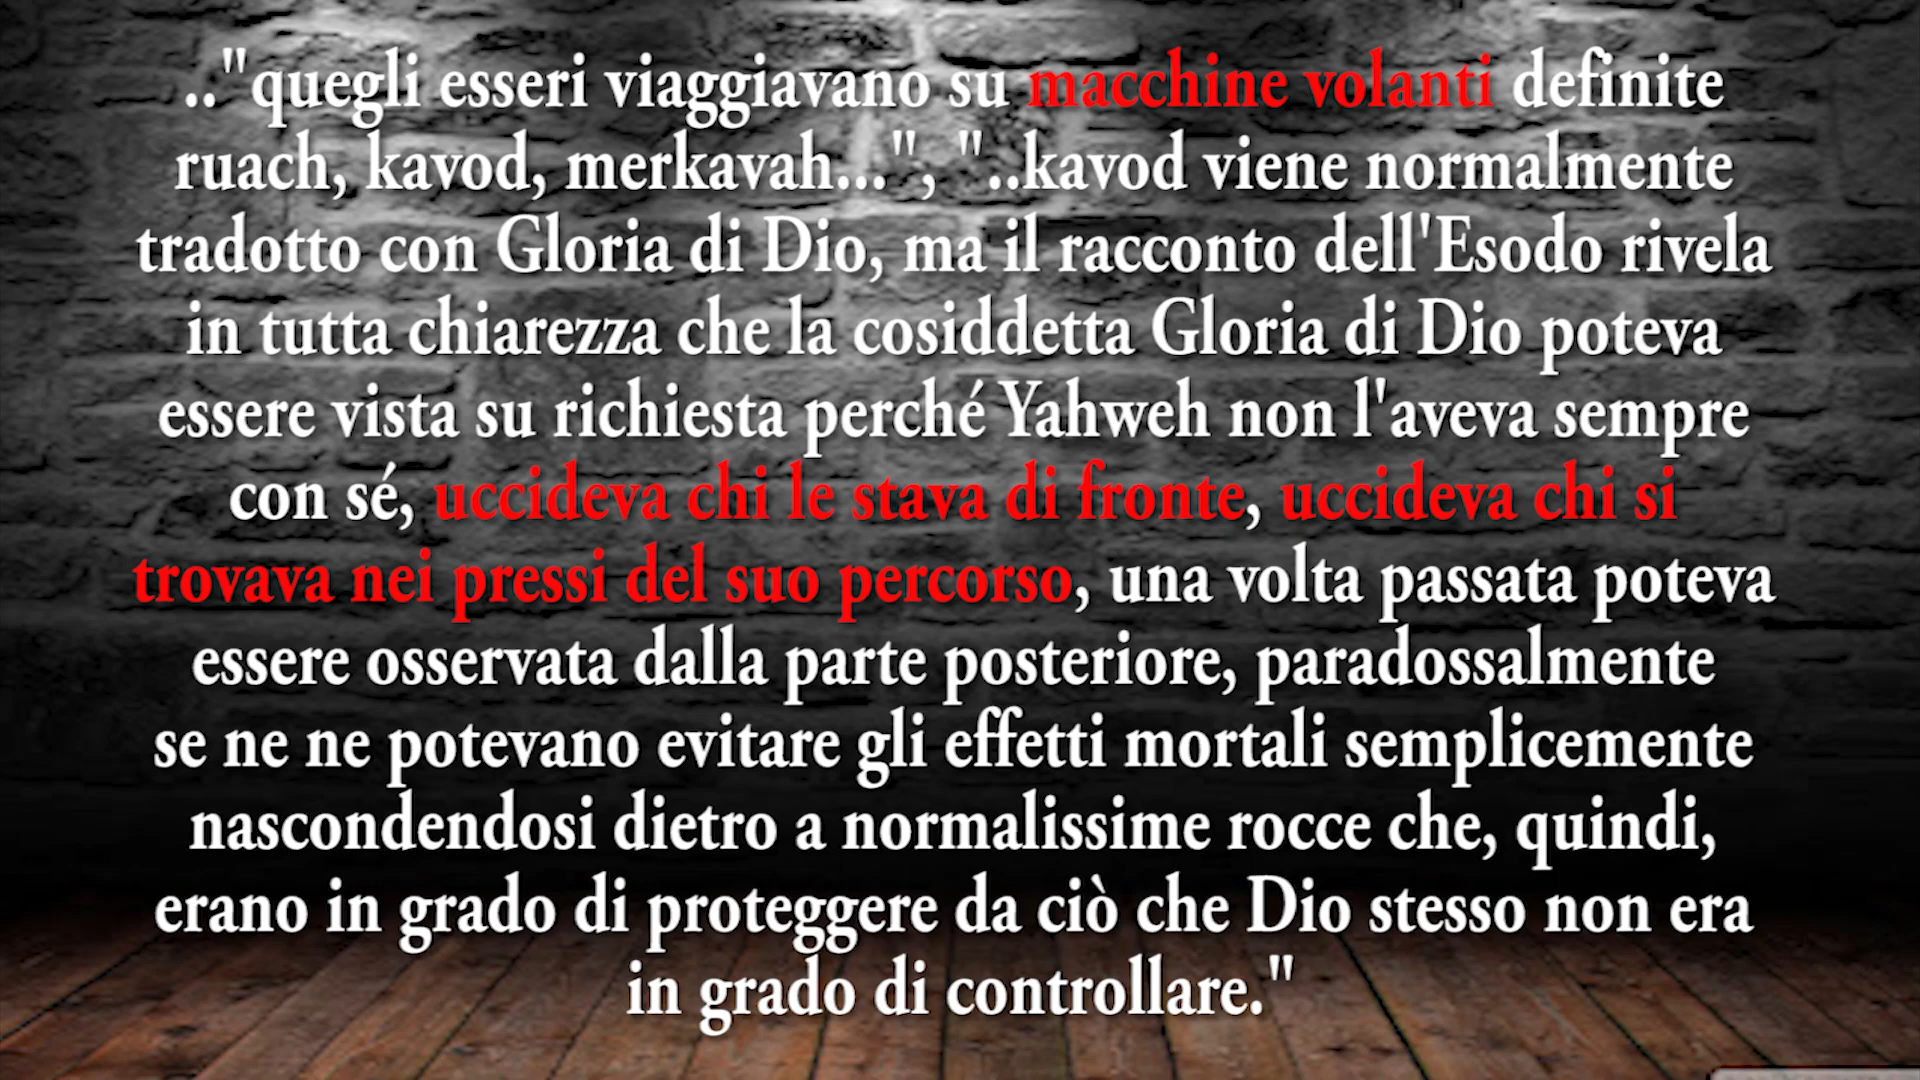 .."quegli esseri viaggiavano su macchine volanti definite
ruach, kavod, merkavah...", "..kavod viene normalmente
tradotto con Gloria di Dio, ma il racconto dell'Esodo rivela
in tutta chiarezza che la cosiddetta Gloria di Dio poteva
essere vista su richiesta perché Yahweh non l'aveva sempre
con sé, uccideva chi le stava di fronte, uccideva chi si
trovava nei pressi del suo percorso, una volta passata poteva
essere osservata dalla parte posteriore, paradossalmente
se ne ne potevano evitare gli effetti mortali semplicemente
nascondendosi dietro a normalissime rocce che, quindi,
erano in grado di proteggere da ciò che Dio stesso non era
in grado di controllare."